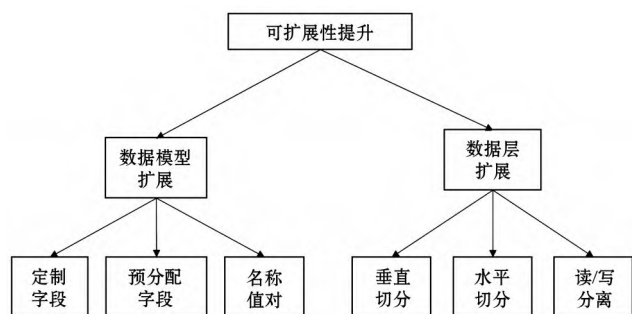 可扩展性提升
数据模型
扩展
数据层
扩展
定制
字段
预分配
字段
名称
值对
垂直
切分
水平
切分
读/写
分离